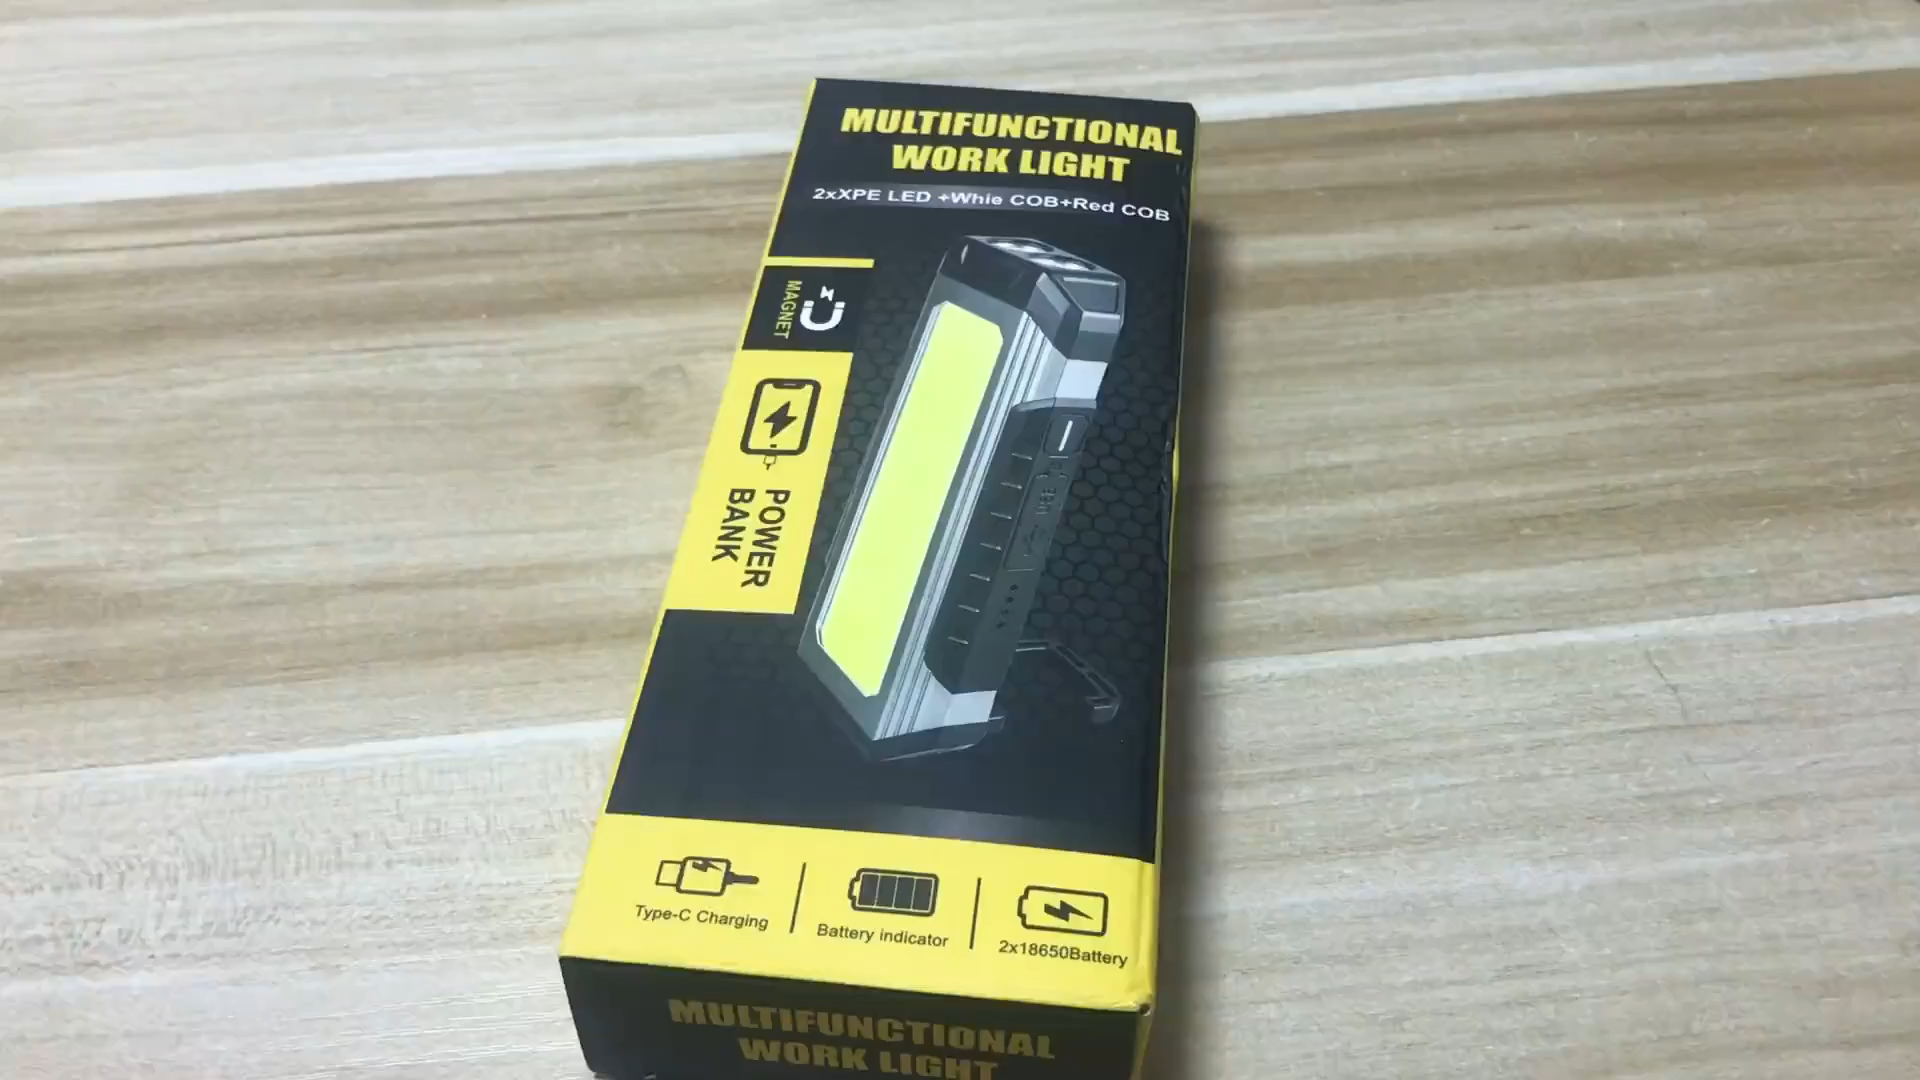 MULTIFUNCTIONAL
WORK LIGHT
2xXPE LED +Whie COB+Red COB
MAGNET
POWER
BANK
Type-C Charging
Battery indicator
2x18650Battery
MULTIFUNCTIONAL
WORK LIGHT